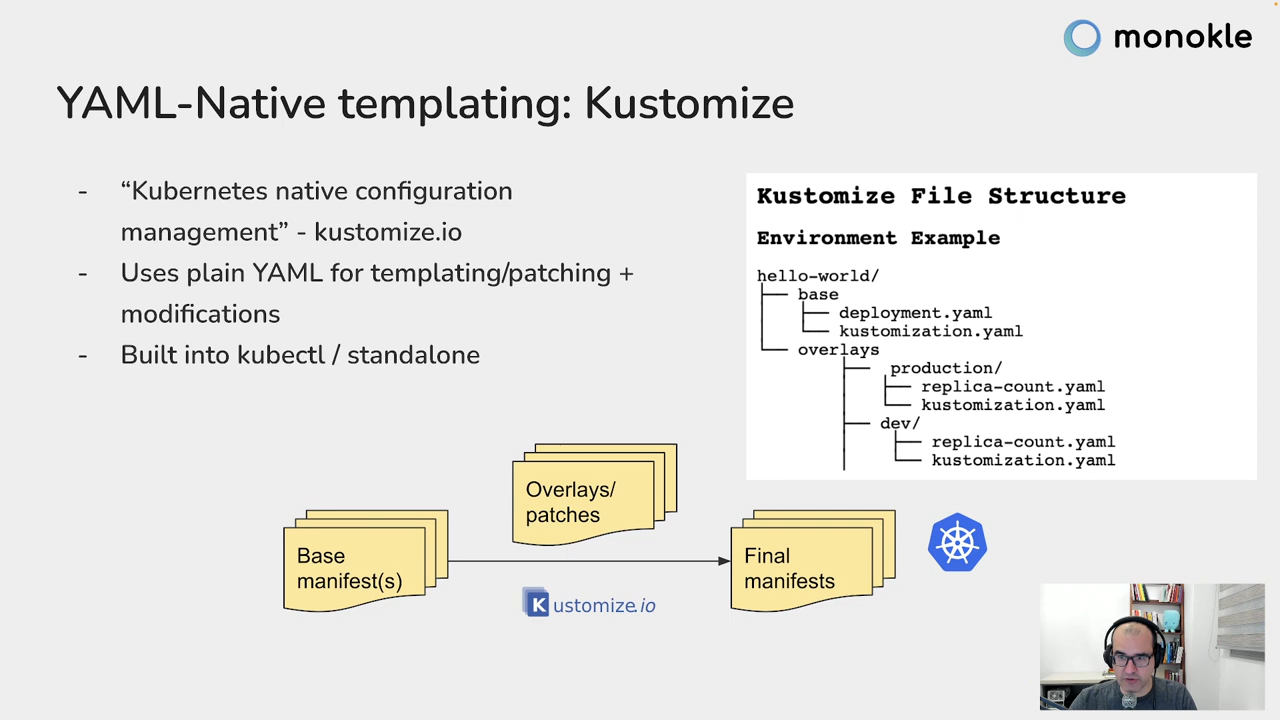 monokle
YAML-Native templating: Kustomize
- “Kubernetes native configuration
management” - kustomize.io
- Uses plain YAML for templating/patching +
modifications
- Built into kubectl / standalone
Kustomize File Structure
Environment Example
hello-world/
base
deployment.yaml
kustomization.yaml
overlays
production/
replica-count.yaml
kustomization.yaml
dev/
replica-count.yaml
kustomization.yaml
Overlays/
patches
Base
manifest(s)
Final
manifests
Kustomize.io